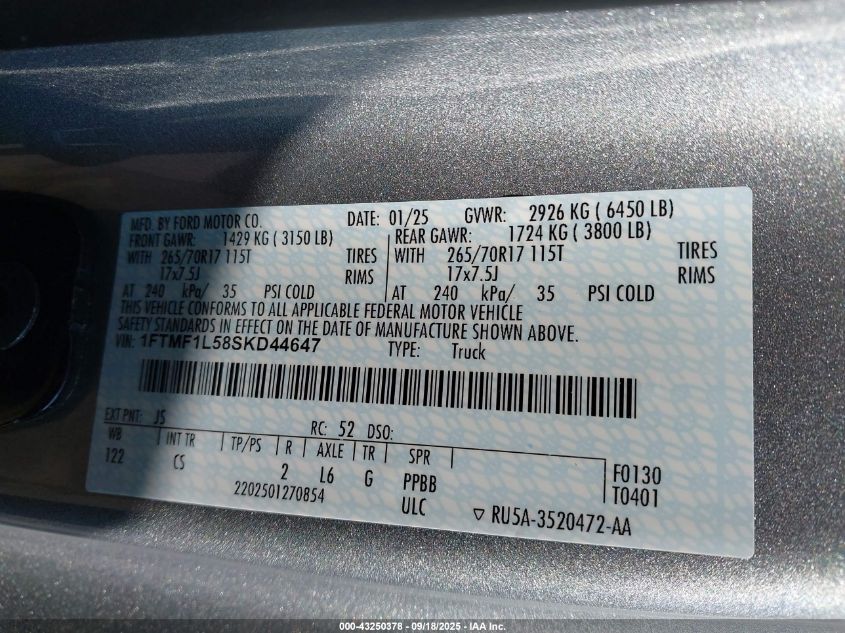 MFD. BY FORD MOTOR CO. DATE: 01/25 GVWR: 2926 KG ( 6450 LB)
FRONT GAWR: 1429 KG ( 3150 LB) REAR GAWR: 1724 KG ( 3800 LB)
WITH 265/70R17 115T TIRES WITH 265/70R17 115T TIRES
17x7.5J RIMS 17x7.5J RIMS
AT 240 kPa/ 35 PSI COLD AT 240 kPa/ 35 PSI COLD
THIS VEHICLE CONFORMS TO ALL APPLICABLE FEDERAL MOTOR VEHICLE
SAFETY STANDARDS IN EFFECT ON THE DATE OF MANUFACTURE SHOWN ABOVE.
VIN: 1FTMF1L58SKD44647 TYPE: Truck
EXT PNT: JS RC: 52 DSO:
WB INT TR TP/PS R AXLE TR SPR
122 CS 2 L6 G PPBB F0130
2202501270854 ULC T0401
▽ RU5A-3520472-AA
000-43250378 - 09/18/2025 - IAA Inc.